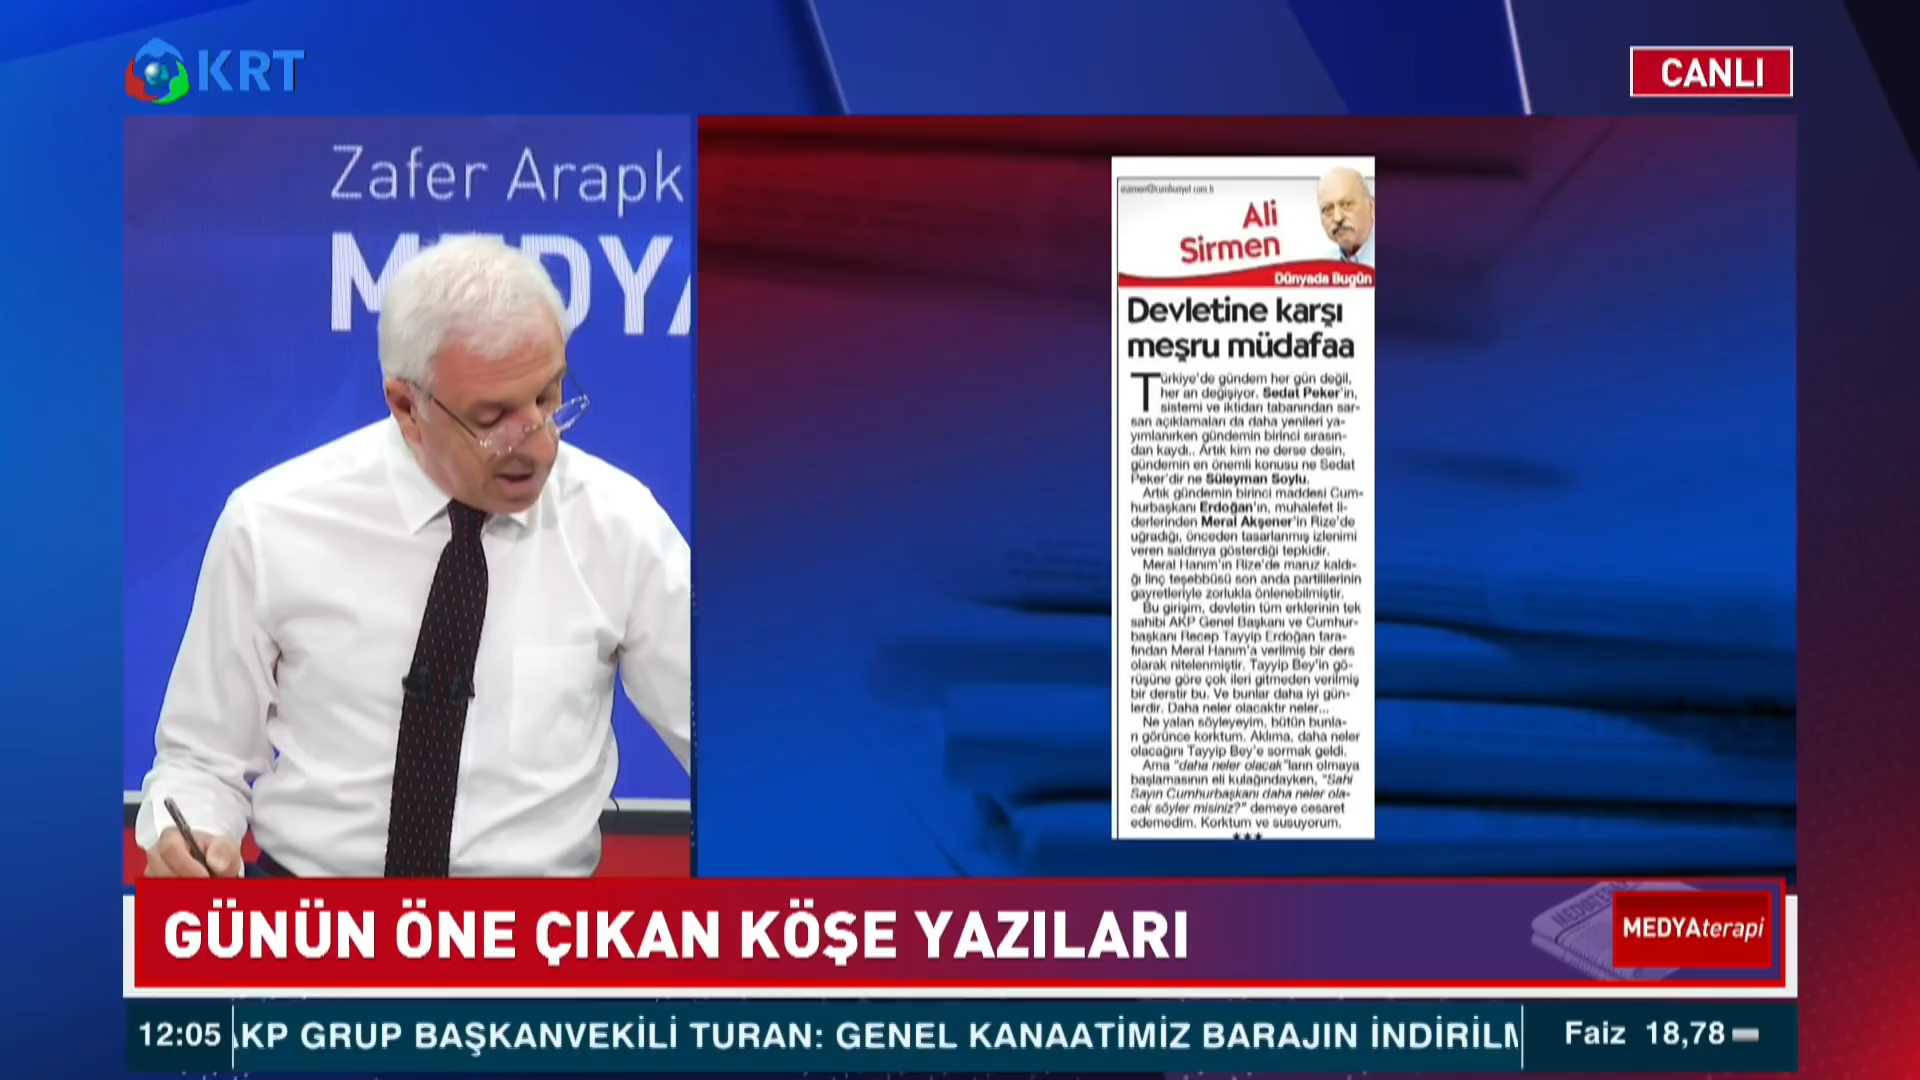 KRT
CANLI
Zafer Arapk
MEDYA
esirmen@cumhuriyet.com.tr
Ali
Sirmen
Dünyada Bugün
Devletine karşı
meşru müdafaa
Türkiye'de gündem her gün değil,
her an değişiyor. Sedat Peker'in,
sistemi ve iktidarı tabanından sar-
san açıklamaları da daha yenileri ya-
yımlanırken gündemin birinci sırasın-
dan kaydı.. Artık kim ne derse desin,
gündemin en önemli konusu ne Sedat
Peker'dir ne Süleyman Soylu.
Artık gündemin birinci maddesi Cum-
hurbaşkanı Erdoğan'ın, muhalefet li-
derlerinden Meral Akşener'in Rize'de
uğradığı, önceden tasarlanmış izlenimi
veren saldırıya gösterdiği tepkidir.
Meral Hanım'ın Rize'de maruz kaldı-
ğı linç teşebbüsü son anda partililerinin
gayretleriyle zorlukla önlenebilmiştir.
Bu girişim, devletin tüm erklerinin tek
sahibi AKP Genel Başkanı ve Cumhur-
başkanı Recep Tayyip Erdoğan tara-
fından Meral Hanım'a verilmiş bir ders
olarak nitelenmiştir. Tayyip Bey'in gö-
rüşüne göre çok ileri gitmeden verilmiş
bir derstir bu. Ve bunlar daha iyi gün-
lerdir. Daha neler olacaktır neler...
Ne yalan söyleyeyim, bütün bunla-
rı görünce korktum. Aklıma, daha neler
olacağını Tayyip Bey'e sormak geldi.
Ama "daha neler olacak"ların olmaya
başlamasının eli kulağındayken, "Sahi
Sayın Cumhurbaşkanı daha neler ola-
cak söyler misiniz?" demeye cesaret
edemedim. Korktum ve susuyorum.
***
GÜNÜN ÖNE ÇIKAN KÖŞE YAZILARI
MEDYAterapi
12:05 AKP GRUP BAŞKANVEKİLİ TURAN: GENEL KANAATİMİZ BARAJIN İNDİRİLM Faiz 18,78